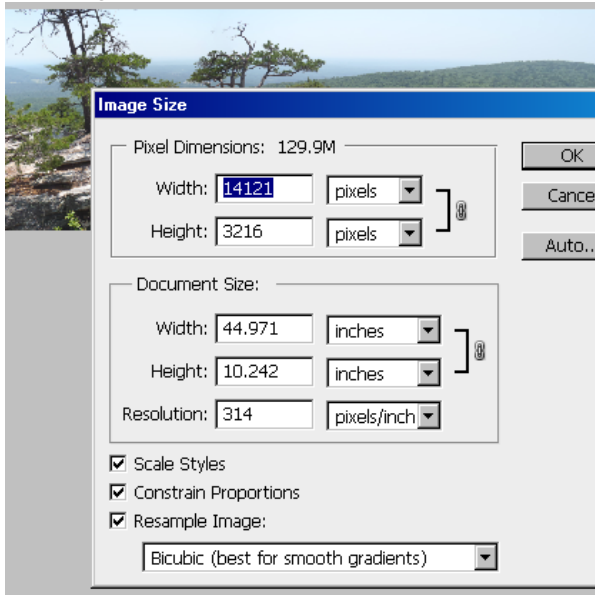 Image Size
Pixel Dimensions: 129.9M
OK
Width: 14121 pixels
Cance
Height: 3216 pixels
Auto..
Document Size:
Width: 44.971 inches
Height: 10.242 inches
Resolution: 314 pixels/inch
Scale Styles
Constrain Proportions
Resample Image:
Bicubic (best for smooth gradients)